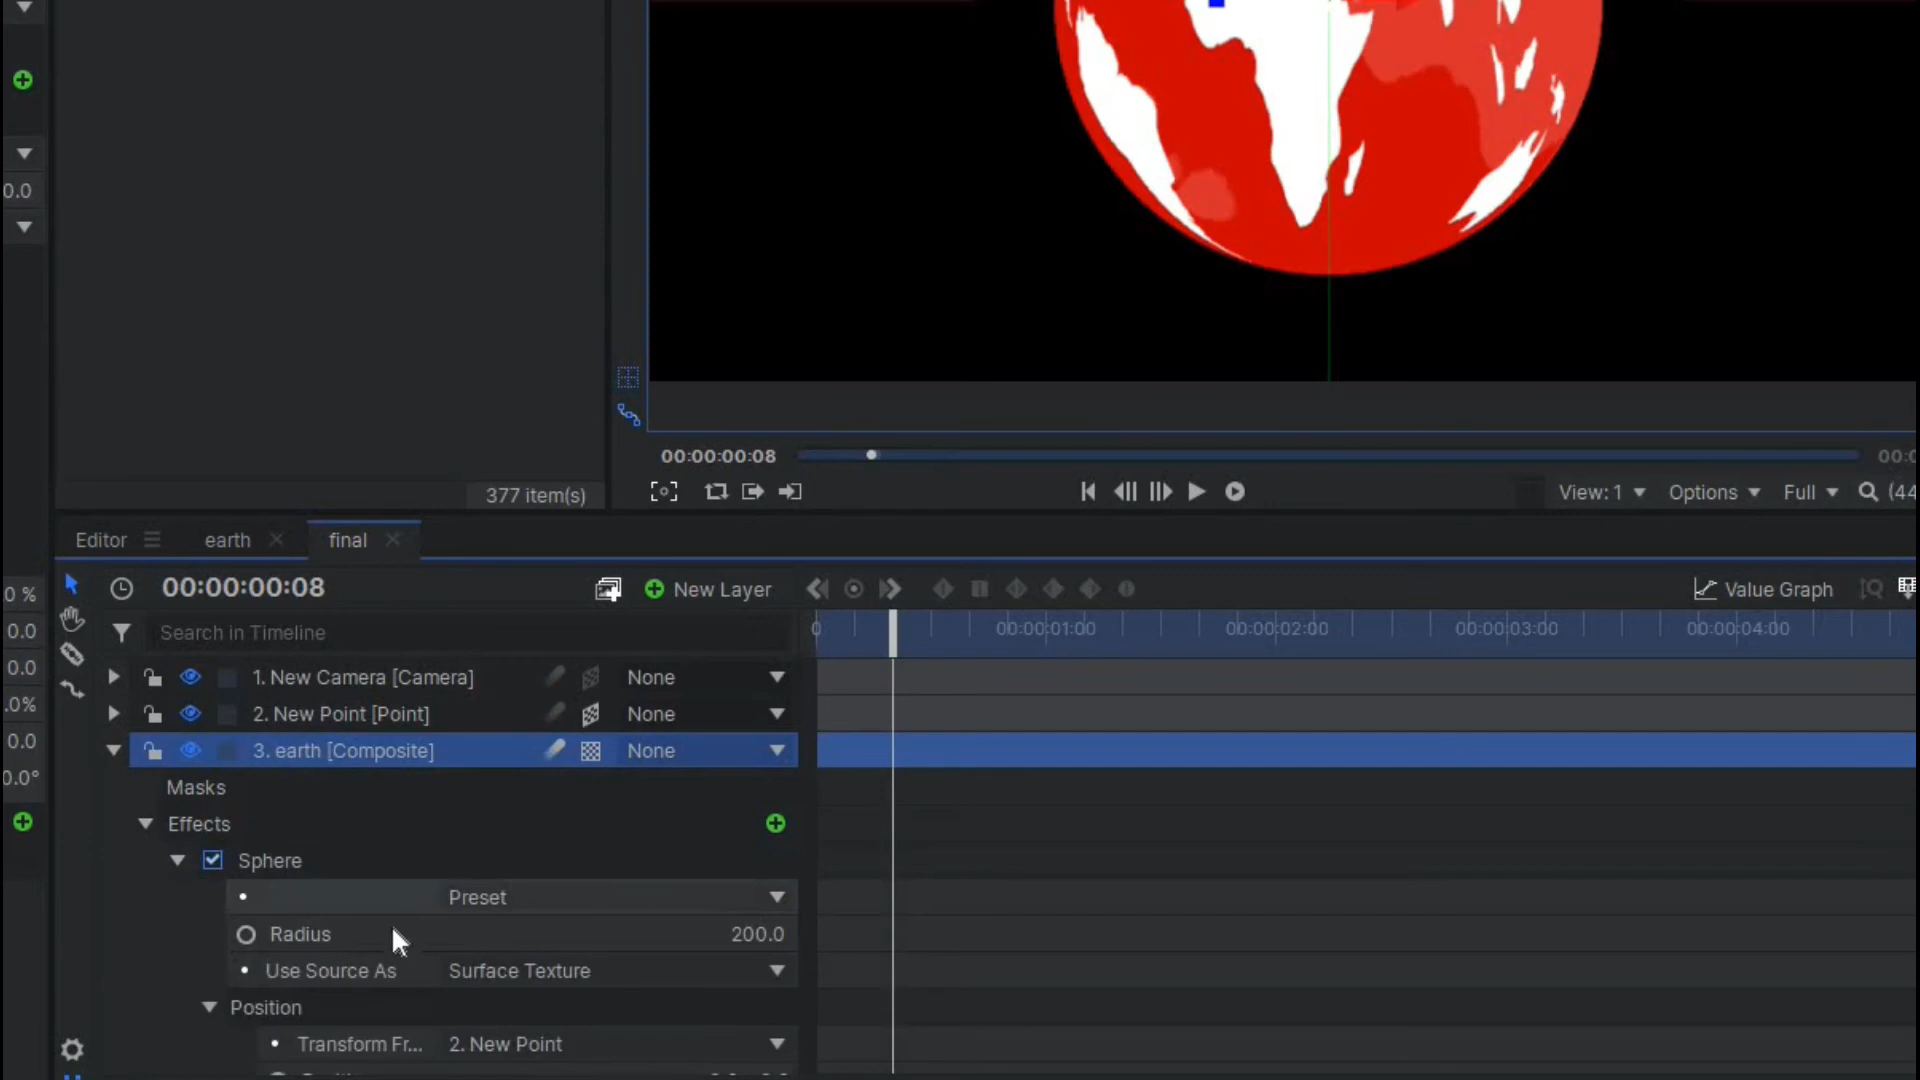 0.0
377 item(s)
00:00:00:08
00:
View: 1
Options
Full
(44
Editor
earth
final
0 %
0.0
0.0
.0%
0.0
0.0°
00:00:00:08
New Layer
Value Graph
Search in Timeline
0
00:00:01:00
00:00:02:00
00:00:03:00
00:00:04:00
1. New Camera [Camera]
None
2. New Point [Point]
None
3. earth [Composite]
None
Masks
Effects
Sphere
Preset
Radius
200.0
Use Source As
Surface Texture
Position
Transform Fr...
2. New Point